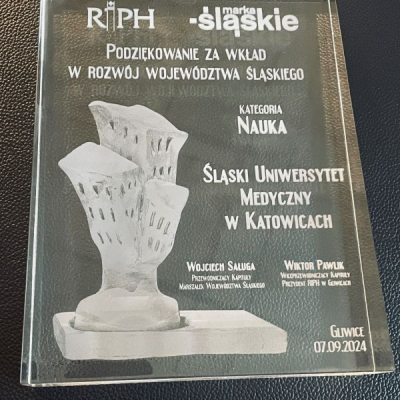 RIPH
marka
-śląskie
Podziękowanie za wkład
w rozwój województwa śląskiego
kategoria
Nauka
Śląski Uniwersytet
Medyczny
w Katowicach
Wojciech Saługa
Przewodniczący Kapituły
Marszałek Województwa Śląskiego
Wiktor Pawlik
Wiceprzewodniczący Kapituły
Prezydent RIPH w Gliwicach
Gliwice
07.09.2024